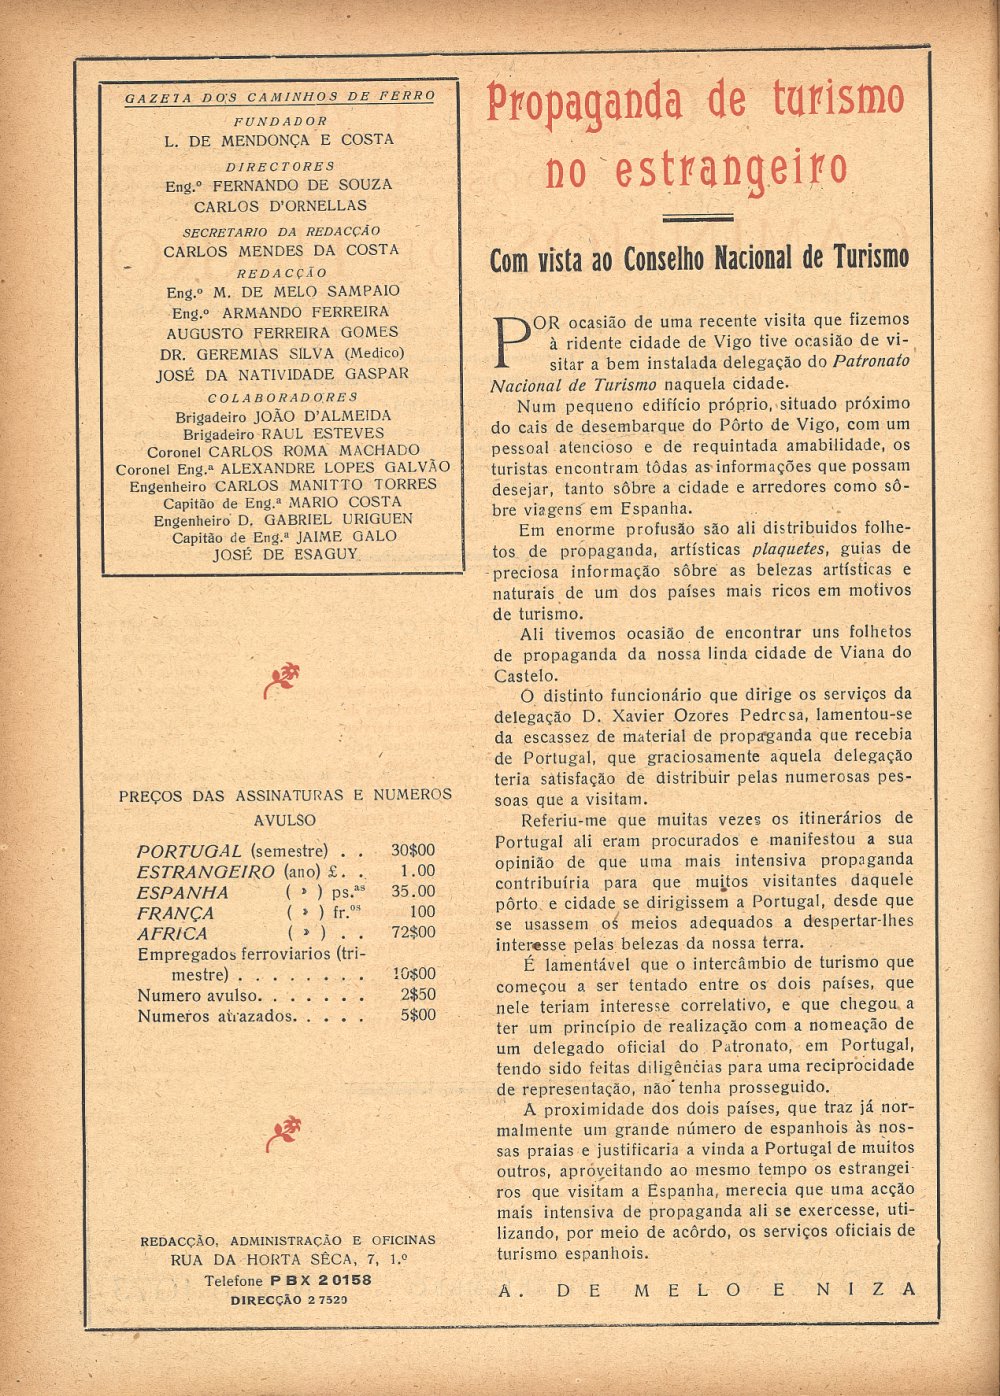 GAZETA DOS CAMINHOS DE FERRO
FUNDADOR
L. DE MENDONÇA E COSTA
DIRECTORES
Eng.º FERNANDO DE SOUZA
CARLOS D'ORNELLAS
SECRETARIO DA REDACÇÃO
CARLOS MENDES DA COSTA
REDACÇÃO
Eng.º M. DE MELO SAMPAIO
Eng.º ARMANDO FERREIRA
AUGUSTO FERREIRA GOMES
DR. GEREMIAS SILVA (Medico)
JOSÉ DA NATIVIDADE GASPAR
COLABORADORES
Brigadeiro JOÃO D'ALMEIDA
Brigadeiro RAUL ESTEVES
Coronel CARLOS ROMA MACHADO
Coronel Eng.ª ALEXANDRE LOPES GALVÃO
Engenheiro CARLOS MANITTO TORRES
Capitão de Eng.ª MARIO COSTA
Engenheiro D. GABRIEL URIGUEN
Capitão de Eng.ª JAIME GALO
JOSÉ DE ESAGUY
PREÇOS DAS ASSINATURAS E NUMEROS
AVULSO
PORTUGAL (semestre) . . 30$00
ESTRANGEIRO (ano) £. . 1.00
ESPANHA ( » ) ps.as 35.00
FRANÇA ( » ) fr.os 100
AFRICA ( » ) . . 72$00
Empregados ferroviarios (tri-
mestre) . . . . . . . . 10$00
Numero avulso. . . . . . . 2$50
Numeros atrazados. . . . . 5$00
REDACÇÃO, ADMINISTRAÇÃO E OFICINAS
RUA DA HORTA SÊCA, 7, 1.º
Telefone PBX 20158
DIRECÇÃO 27520
Propaganda de turismo
no estrangeiro
Com vista ao Conselho Nacional de Turismo
POR ocasião de uma recente visita que fizemos
à ridente cidade de Vigo tive ocasião de vi-
sitar a bem instalada delegação do Patronato
Nacional de Turismo naquela cidade.
Num pequeno edifício próprio, situado próximo
do cais de desembarque do Pôrto de Vigo, com um
pessoal atencioso e de requintada amabilidade, os
turistas encontram tôdas as informações que possam
desejar, tanto sôbre a cidade e arredores como sô-
bre viagens em Espanha.
Em enorme profusão são ali distribuidos folhe-
tos de propaganda, artísticas plaquetes, guias de
preciosa informação sôbre as belezas artísticas e
naturais de um dos países mais ricos em motivos
de turismo.
Ali tivemos ocasião de encontrar uns folhetos
de propaganda da nossa linda cidade de Viana do
Castelo.
O distinto funcionário que dirige os serviços da
delegação D. Xavier Ozores Pedrosa, lamentou-se
da escassez de material de propaganda que recebia
de Portugal, que graciosamente aquela delegação
teria satisfação de distribuir pelas numerosas pes-
soas que a visitam.
Referiu-me que muitas vezes os itinerários de
Portugal ali eram procurados e manifestou a sua
opinião de que uma mais intensiva propaganda
contribuíria para que muitos visitantes daquele
pôrto e cidade se dirigissem a Portugal, desde que
se usassem os meios adequados a despertar-lhes
interesse pelas belezas da nossa terra.
É lamentável que o intercâmbio de turismo que
começou a ser tentado entre os dois países, que
nele teriam interesse correlativo, e que chegou a
ter um princípio de realização com a nomeação de
um delegado oficial do Patronato, em Portugal,
tendo sido feitas diligências para uma reciprocidade
de representação, não tenha prosseguido.
A proximidade dos dois países, que traz já nor-
malmente um grande número de espanhois às nos-
sas praias e justificaria a vinda a Portugal de muitos
outros, aproveitando ao mesmo tempo os estrangei-
ros que visitam a Espanha, merecia que uma acção
mais intensiva de propaganda ali se exercesse, uti-
lizando, por meio de acôrdo, os serviços oficiais de
turismo espanhois.
A. DE MELO E NIZA